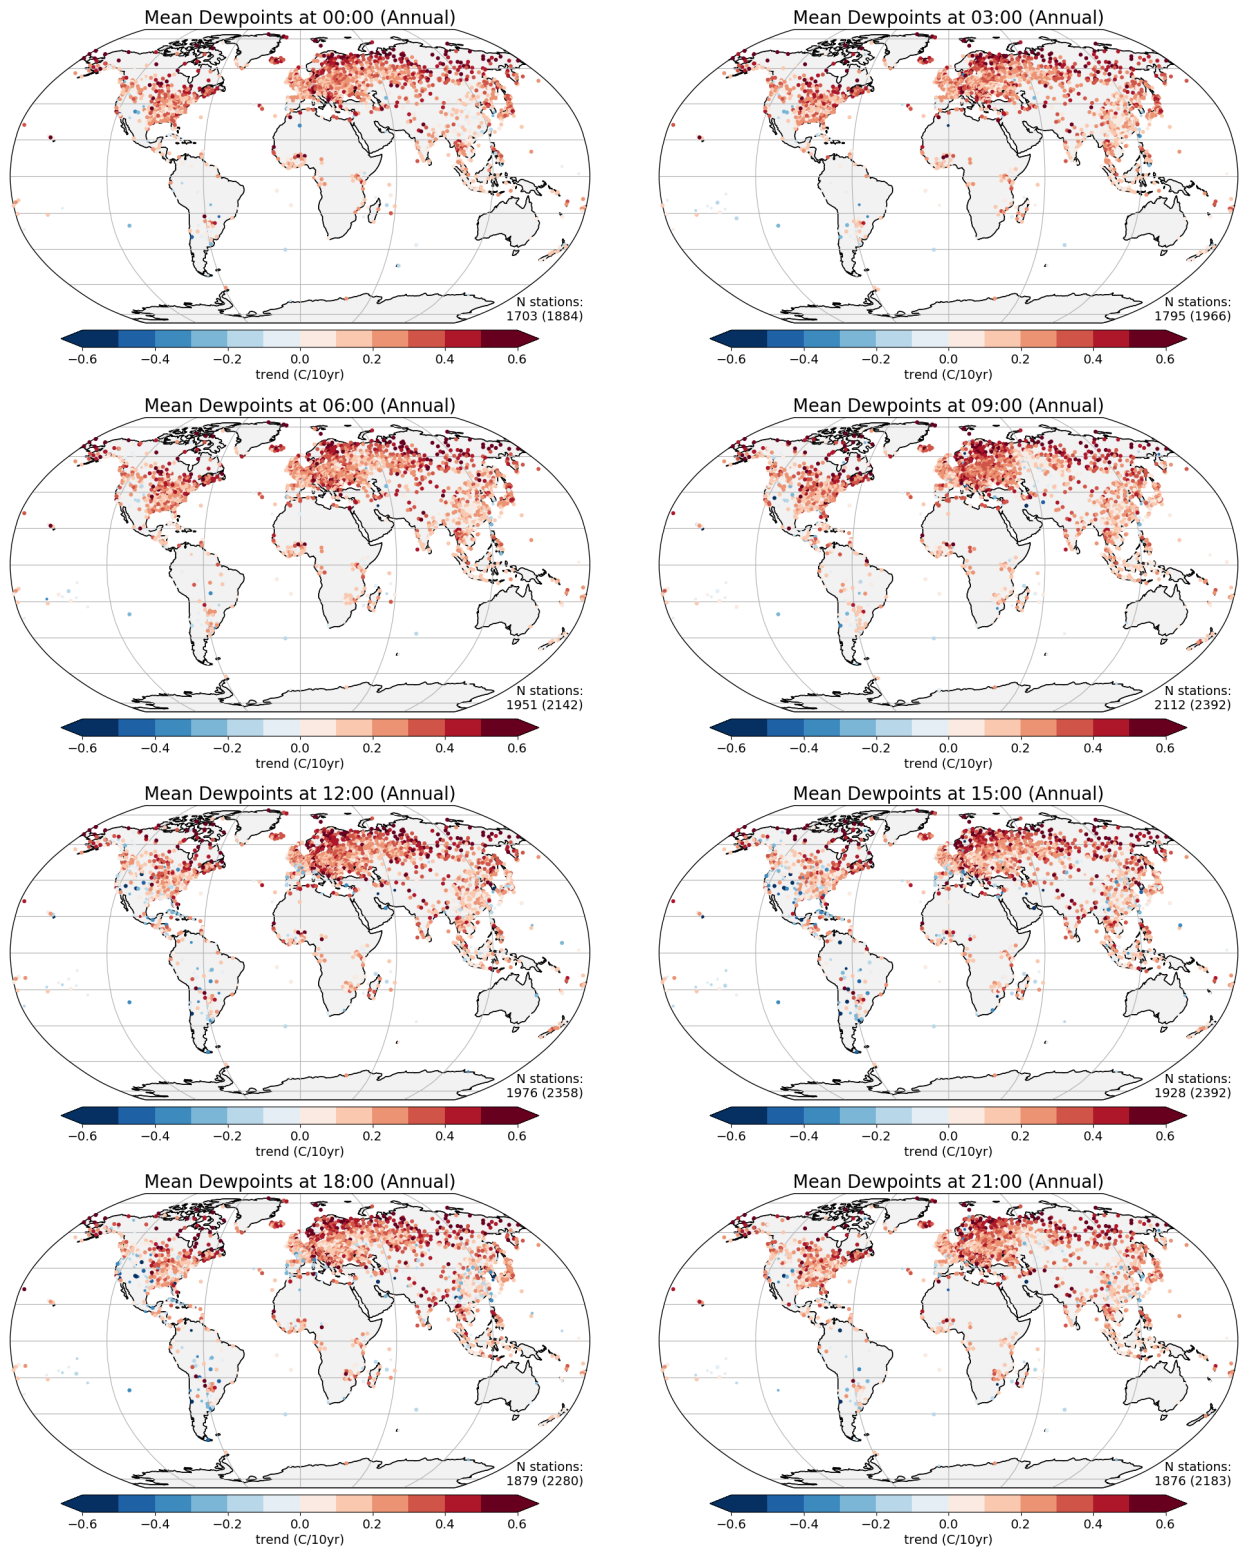 Mean Dewpoints at 00:00 (Annual)
N stations:
1703 (1884)
−0.6 −0.4 −0.2 0.0 0.2 0.4 0.6
trend (C/10yr)
Mean Dewpoints at 03:00 (Annual)
N stations:
1795 (1966)
−0.6 −0.4 −0.2 0.0 0.2 0.4 0.6
trend (C/10yr)
Mean Dewpoints at 06:00 (Annual)
N stations:
1951 (2142)
−0.6 −0.4 −0.2 0.0 0.2 0.4 0.6
trend (C/10yr)
Mean Dewpoints at 09:00 (Annual)
N stations:
2112 (2392)
−0.6 −0.4 −0.2 0.0 0.2 0.4 0.6
trend (C/10yr)
Mean Dewpoints at 12:00 (Annual)
N stations:
1976 (2358)
−0.6 −0.4 −0.2 0.0 0.2 0.4 0.6
trend (C/10yr)
Mean Dewpoints at 15:00 (Annual)
N stations:
1928 (2392)
−0.6 −0.4 −0.2 0.0 0.2 0.4 0.6
trend (C/10yr)
Mean Dewpoints at 18:00 (Annual)
N stations:
1879 (2280)
−0.6 −0.4 −0.2 0.0 0.2 0.4 0.6
trend (C/10yr)
Mean Dewpoints at 21:00 (Annual)
N stations:
1876 (2183)
−0.6 −0.4 −0.2 0.0 0.2 0.4 0.6
trend (C/10yr)